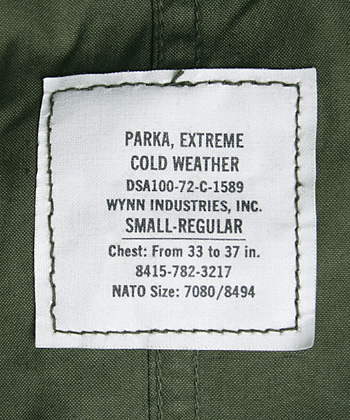 PARKA, EXTREME
COLD WEATHER
DSA100-72-C-1589
WYNN INDUSTRIES, INC.
SMALL-REGULAR
Chest: From 33 to 37 in.
8415-782-3217
NATO Size: 7080/8494